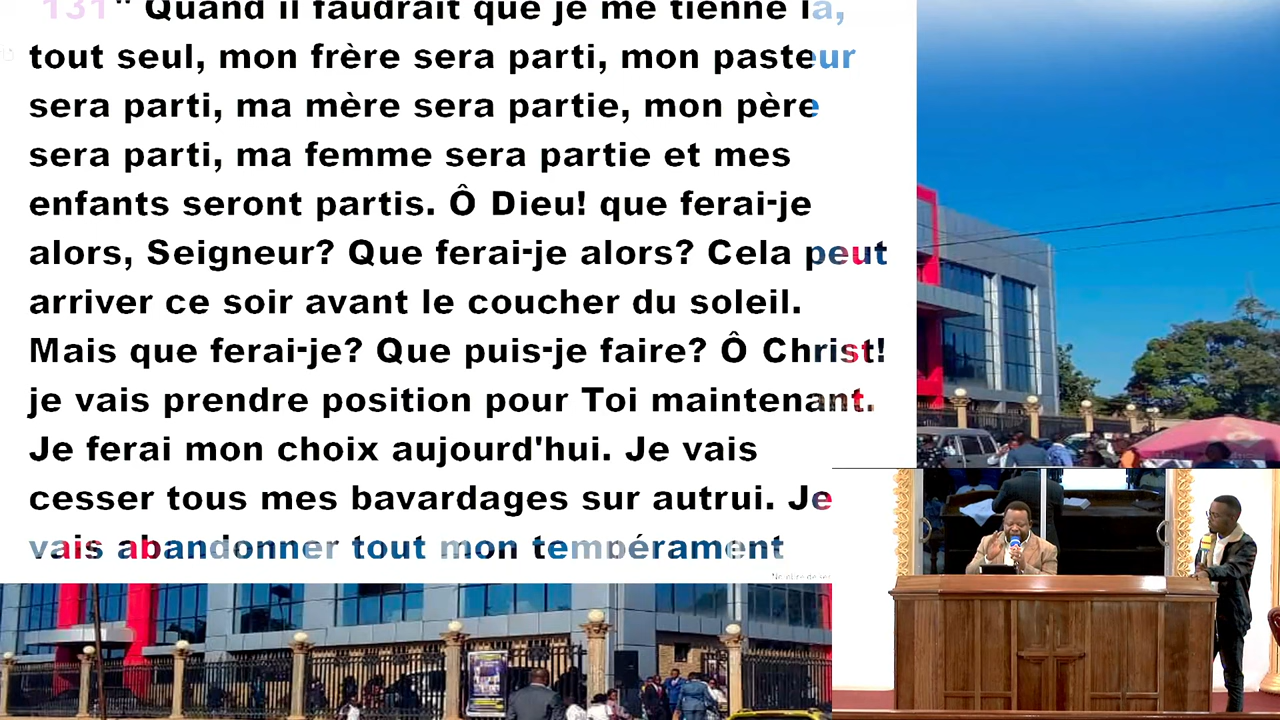 131" Quand il faudrait que je me tienne là,
tout seul, mon frère sera parti, mon pasteur
sera parti, ma mère sera partie, mon père
sera parti, ma femme sera partie et mes
enfants seront partis. Ô Dieu! que ferai-je
alors, Seigneur? Que ferai-je alors? Cela peut
arriver ce soir avant le coucher du soleil.
Mais que ferai-je? Que puis-je faire? Ô Christ!
je vais prendre position pour Toi maintenant.
Je ferai mon choix aujourd'hui. Je vais
cesser tous mes bavardages sur autrui. Je
vais abandonner tout mon tempérament